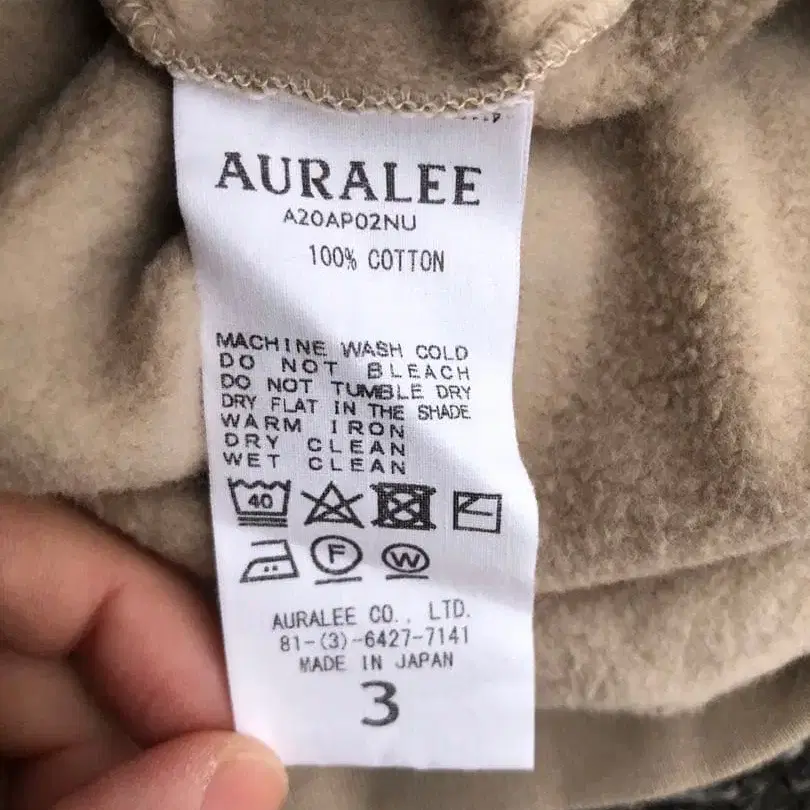 AURALEE
A20AP02NU
100% COTTON
MACHINE WASH COLD
DO NOT BLEACH
DO NOT TUMBLE DRY
DRY FLAT IN THE SHADE
WARM IRON
DRY CLEAN
WET CLEAN
40
F W
AURALEE CO., LTD.
81-(3)-6427-7141
MADE IN JAPAN
3